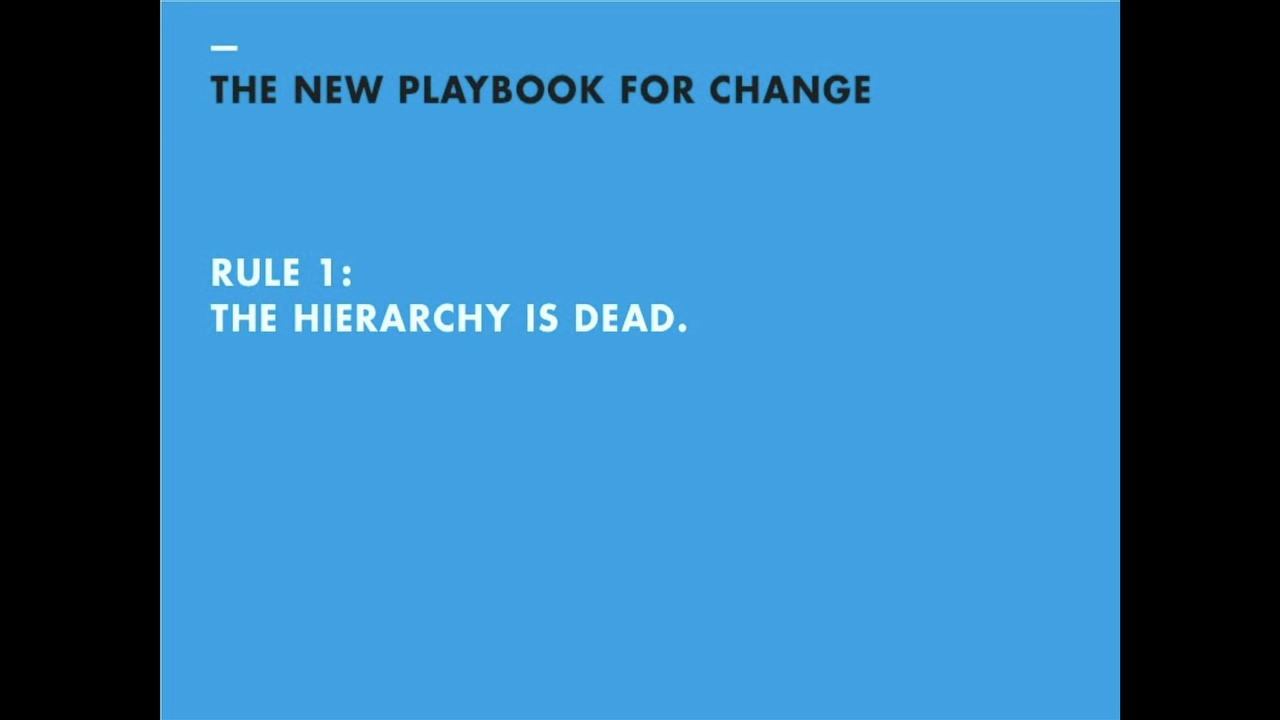 THE NEW PLAYBOOK FOR CHANGE
RULE 1:
THE HIERARCHY IS DEAD.